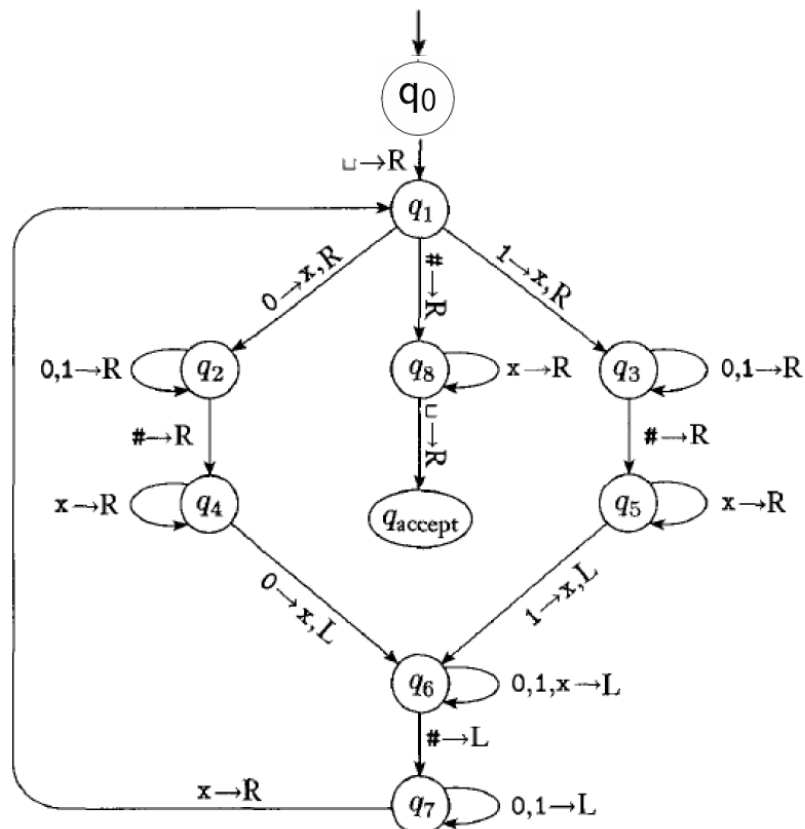 q0
⊔→R
q1
0→x,R
#→R
1→x,R
0,1→R
q2
q8
x→R
q3
0,1→R
#→R
⊔→R
#→R
x→R
q4
qaccept
q5
x→R
0→x,L
1→x,L
q6
0,1,x→L
#→L
x→R
q7
0,1→L